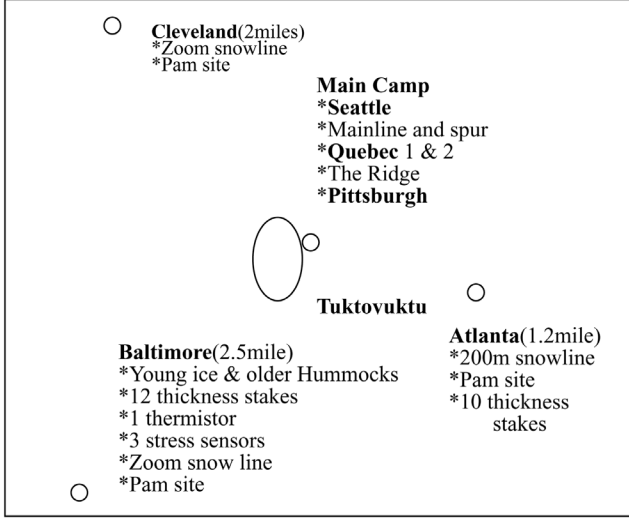 Cleveland(2miles)
*Zoom snowline
*Pam site
Main Camp
*Seattle
*Mainline and spur
*Quebec 1 & 2
*The Ridge
*Pittsburgh
Tuktovuktu
Atlanta(1.2mile)
*200m snowline
*Pam site
*10 thickness
stakes
Baltimore(2.5mile)
*Young ice & older Hummocks
*12 thickness stakes
*1 thermistor
*3 stress sensors
*Zoom snow line
*Pam site